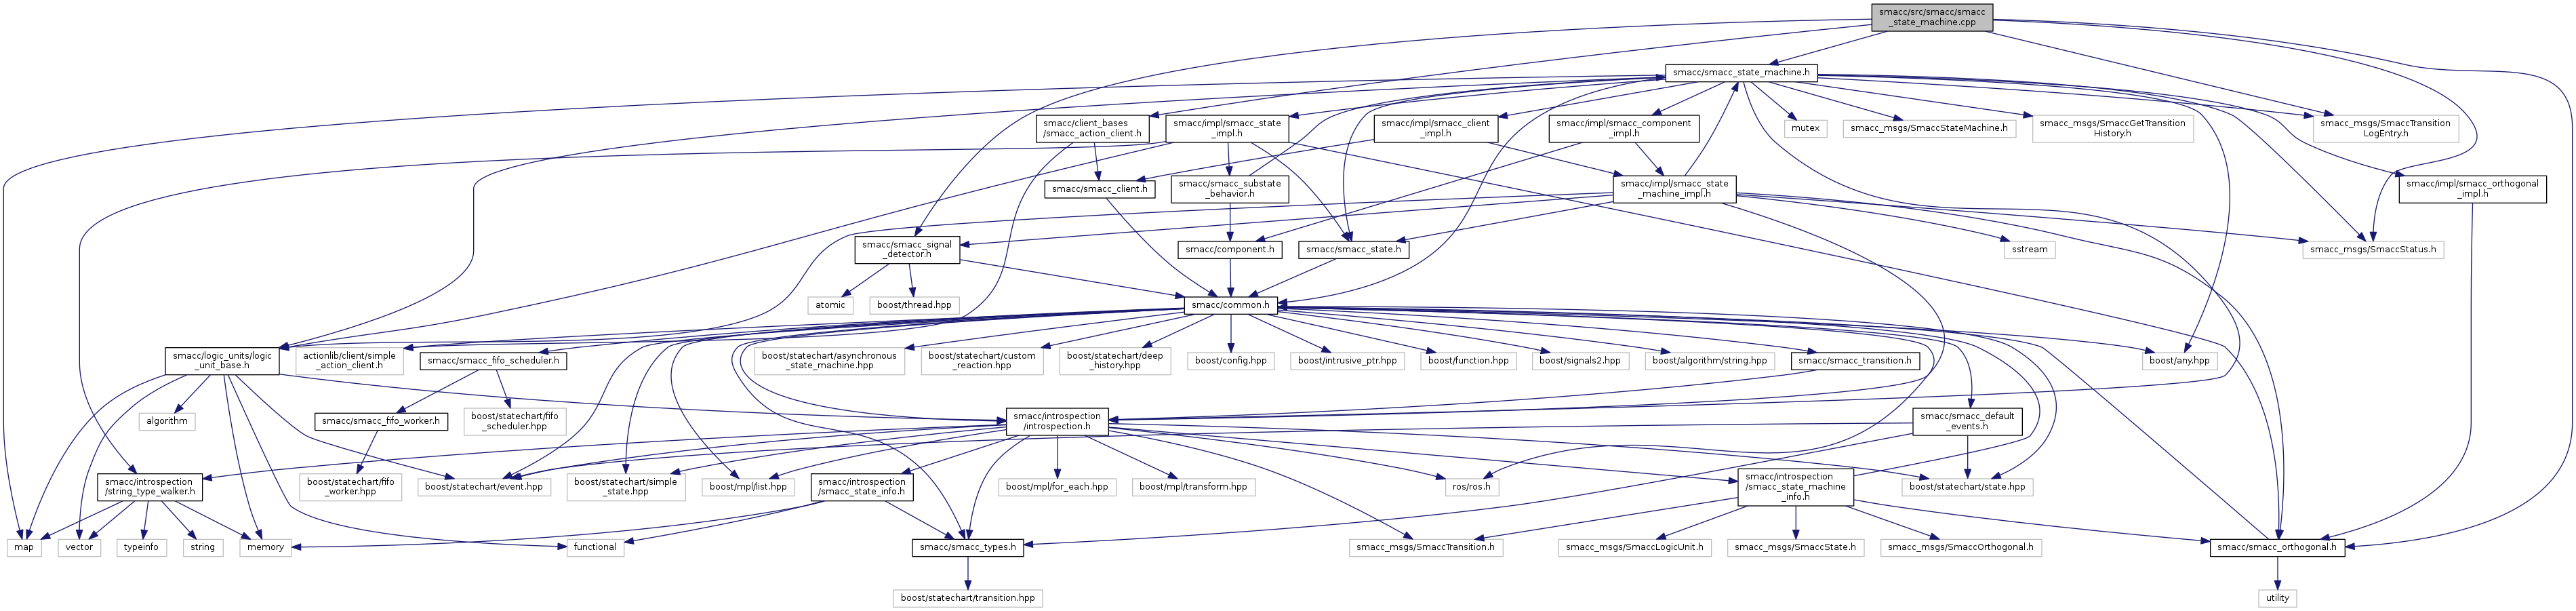 smacc/src/smacc/smacc
_state_machine.cpp
smacc/smacc_state_machine.h
smacc/client_bases
/smacc_action_client.h
smacc/impl/smacc_state
_impl.h
smacc/impl/smacc_client
_impl.h
smacc/impl/smacc_component
_impl.h
mutex
smacc_msgs/SmaccStateMachine.h
smacc_msgs/SmaccGetTransition
History.h
smacc_msgs/SmaccTransition
LogEntry.h
smacc/smacc_client.h
smacc/smacc_substate
_behavior.h
smacc/impl/smacc_state
_machine_impl.h
smacc/impl/smacc_orthogonal
_impl.h
smacc/smacc_signal
_detector.h
smacc/component.h
smacc/smacc_state.h
sstream
smacc_msgs/SmaccStatus.h
atomic
boost/thread.hpp
smacc/common.h
smacc/logic_units/logic
_unit_base.h
actionlib/client/simple
_action_client.h
smacc/smacc_fifo_scheduler.h
boost/statechart/asynchronous
_state_machine.hpp
boost/statechart/custom
_reaction.hpp
boost/statechart/deep
_history.hpp
boost/config.hpp
boost/intrusive_ptr.hpp
boost/function.hpp
boost/signals2.hpp
boost/algorithm/string.hpp
smacc/smacc_transition.h
boost/any.hpp
algorithm
smacc/smacc_fifo_worker.h
boost/statechart/fifo
_scheduler.hpp
smacc/introspection
/introspection.h
smacc/smacc_default
_events.h
smacc/introspection
/string_type_walker.h
boost/statechart/fifo
_worker.hpp
boost/statechart/event.hpp
boost/statechart/simple
_state.hpp
boost/mpl/list.hpp
smacc/introspection
/smacc_state_info.h
boost/mpl/for_each.hpp
boost/mpl/transform.hpp
ros/ros.h
smacc/introspection
/smacc_state_machine
_info.h
boost/statechart/state.hpp
map
vector
typeinfo
string
memory
functional
smacc/smacc_types.h
smacc_msgs/SmaccTransition.h
smacc_msgs/SmaccLogicUnit.h
smacc_msgs/SmaccState.h
smacc_msgs/SmaccOrthogonal.h
smacc/smacc_orthogonal.h
boost/statechart/transition.hpp
utility